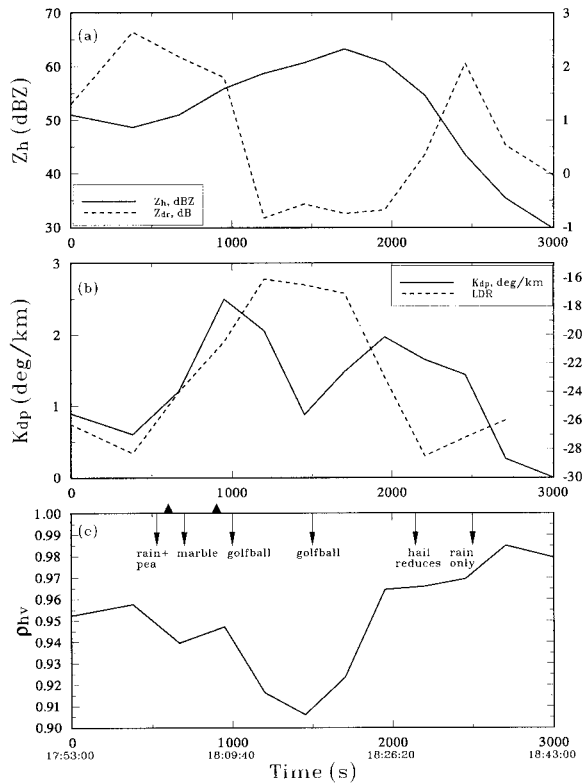 70
60
50
40
30
Zh (dBZ)
(a)
Zh, dBZ
Zdr, dB
3
2
1
0
-1
0
1000
2000
3000
3
2
1
0
Kdp (deg/km)
(b)
Kdp, deg/km
LDR
-16
-18
-20
-22
-24
-26
-28
-30
0
1000
2000
3000
1.00
0.99
0.98
0.97
0.96
0.95
0.94
0.93
0.92
0.91
0.90
ρhv
(c)
rain+
pea
marble
golfball
golfball
hail
reduces
rain
only
0
1000
2000
3000
17:53:00
18:09:40
18:26:20
18:43:00
Time (s)